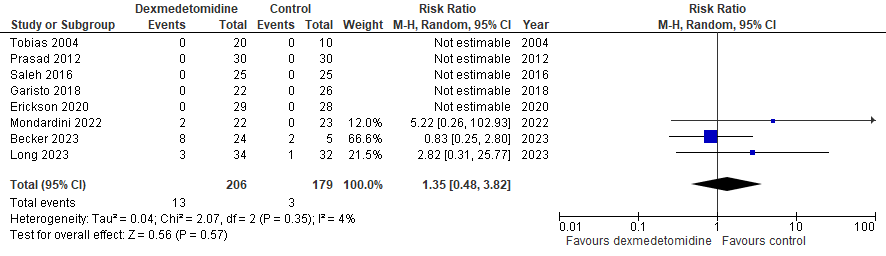 Dexmedetomidine Control Risk Ratio Risk Ratio
Study or Subgroup Events Total Events Total Weight M-H, Random, 95% CI Year M-H, Random, 95% CI
Tobias 2004 0 20 0 10 Not estimable 2004
Prasad 2012 0 30 0 30 Not estimable 2012
Saleh 2016 0 25 0 25 Not estimable 2016
Garisto 2018 0 22 0 26 Not estimable 2018
Erickson 2020 0 29 0 28 Not estimable 2020
Mondardini 2022 2 22 0 23 12.0% 5.22 [0.26, 102.93] 2022
Becker 2023 8 24 2 5 66.6% 0.83 [0.25, 2.80] 2023
Long 2023 3 34 1 32 21.5% 2.82 [0.31, 25.77] 2023
Total (95% CI) 206 179 100.0% 1.35 [0.48, 3.82]
Total events 13 3
Heterogeneity: Tau² = 0.04; Chi² = 2.07, df = 2 (P = 0.35); I² = 4%
Test for overall effect: Z = 0.56 (P = 0.57)
0.01 0.1 1 10 100
Favours dexmedetomidine Favours control